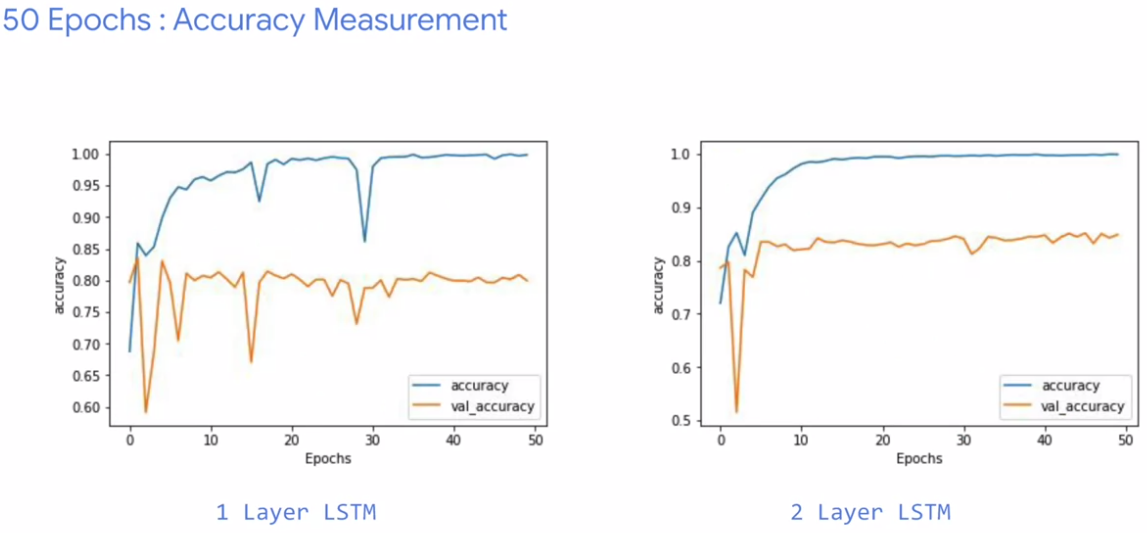 50 Epochs : Accuracy Measurement
1.00
0.95
0.90
0.85
0.80
0.75
0.70
0.65
0.60
accuracy
accuracy
val_accuracy
0 10 20 30 40 50
Epochs
1 Layer LSTM
1.0
0.9
0.8
0.7
0.6
0.5
accuracy
accuracy
val_accuracy
0 10 20 30 40 50
Epochs
2 Layer LSTM